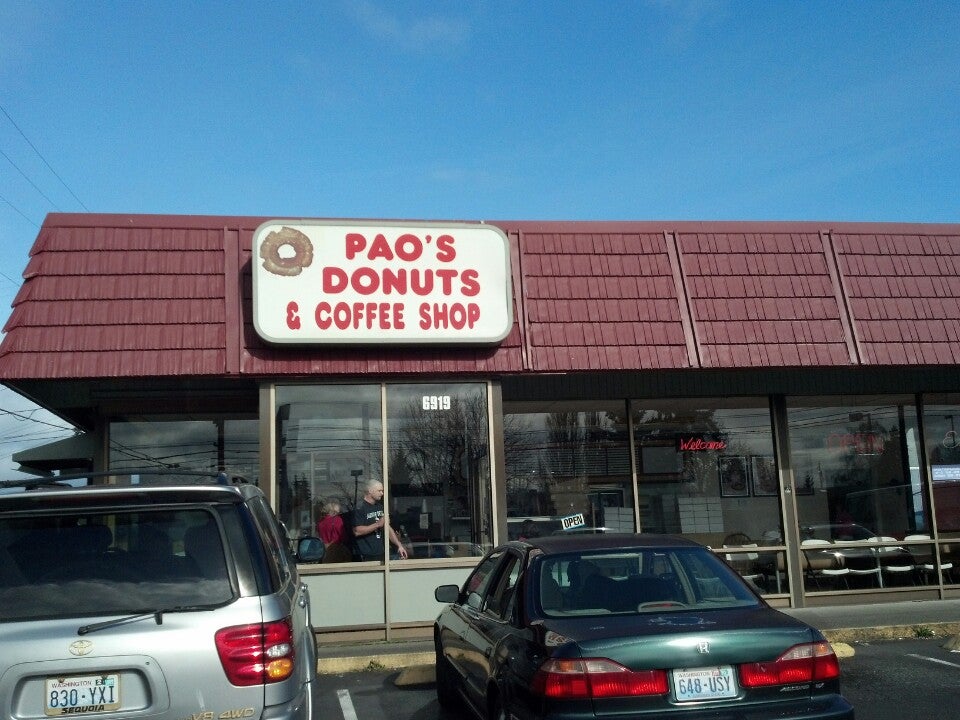 PAO'S
DONUTS
& COFFEE SHOP
6919
Welcome
OPEN
WASHINGTON
830-YXI
SEQUOIA
V8 4WD
WASHINGTON
648-USY